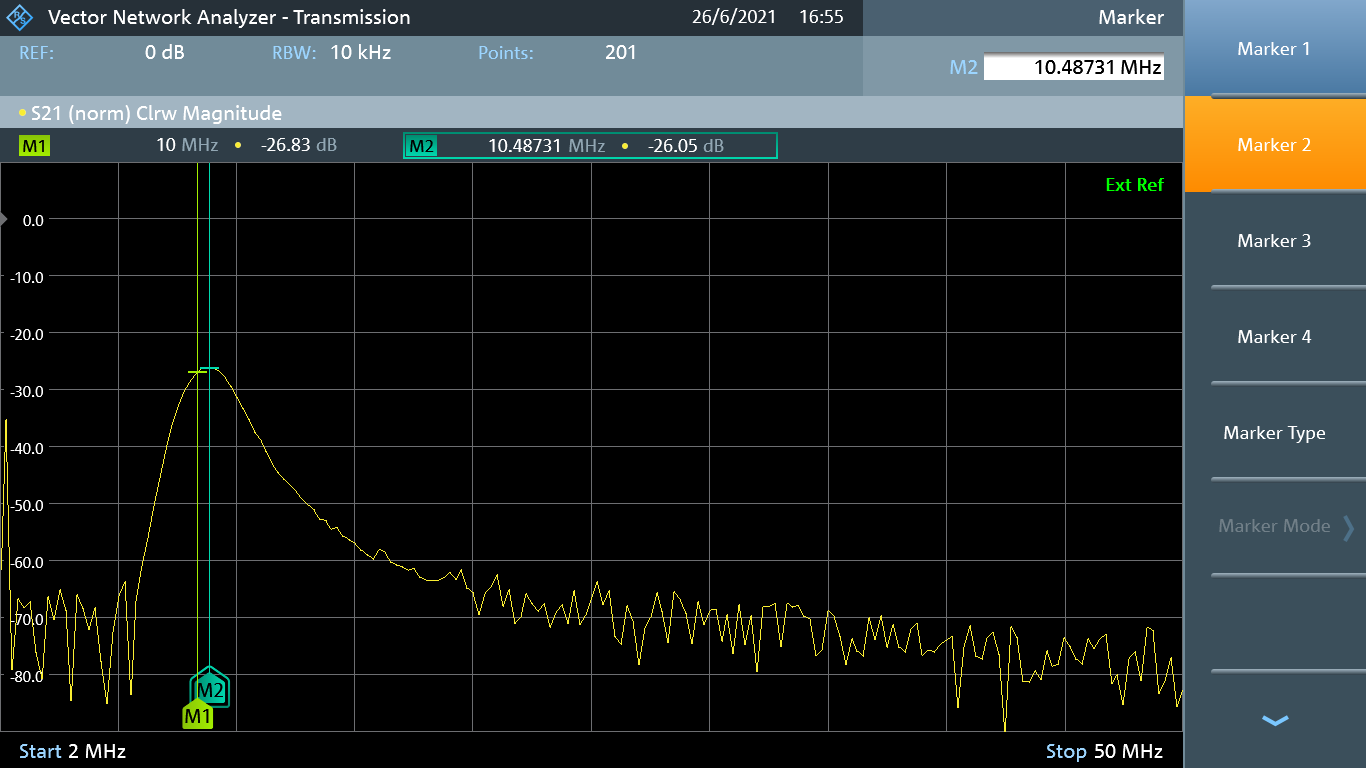 Vector Network Analyzer - Transmission 26/6/2021 16:55 Marker
REF: 0 dB RBW: 10 kHz Points: 201
M2 10.48731 MHz
S21 (norm) Clrw Magnitude
M1 10 MHz • -26.83 dB M2 10.48731 MHz • -26.05 dB
Ext Ref
0.0
-10.0
-20.0
-30.0
-40.0
-50.0
-60.0
-70.0
-80.0
M2
M1
Start 2 MHz Stop 50 MHz
Marker 1
Marker 2
Marker 3
Marker 4
Marker Type
Marker Mode